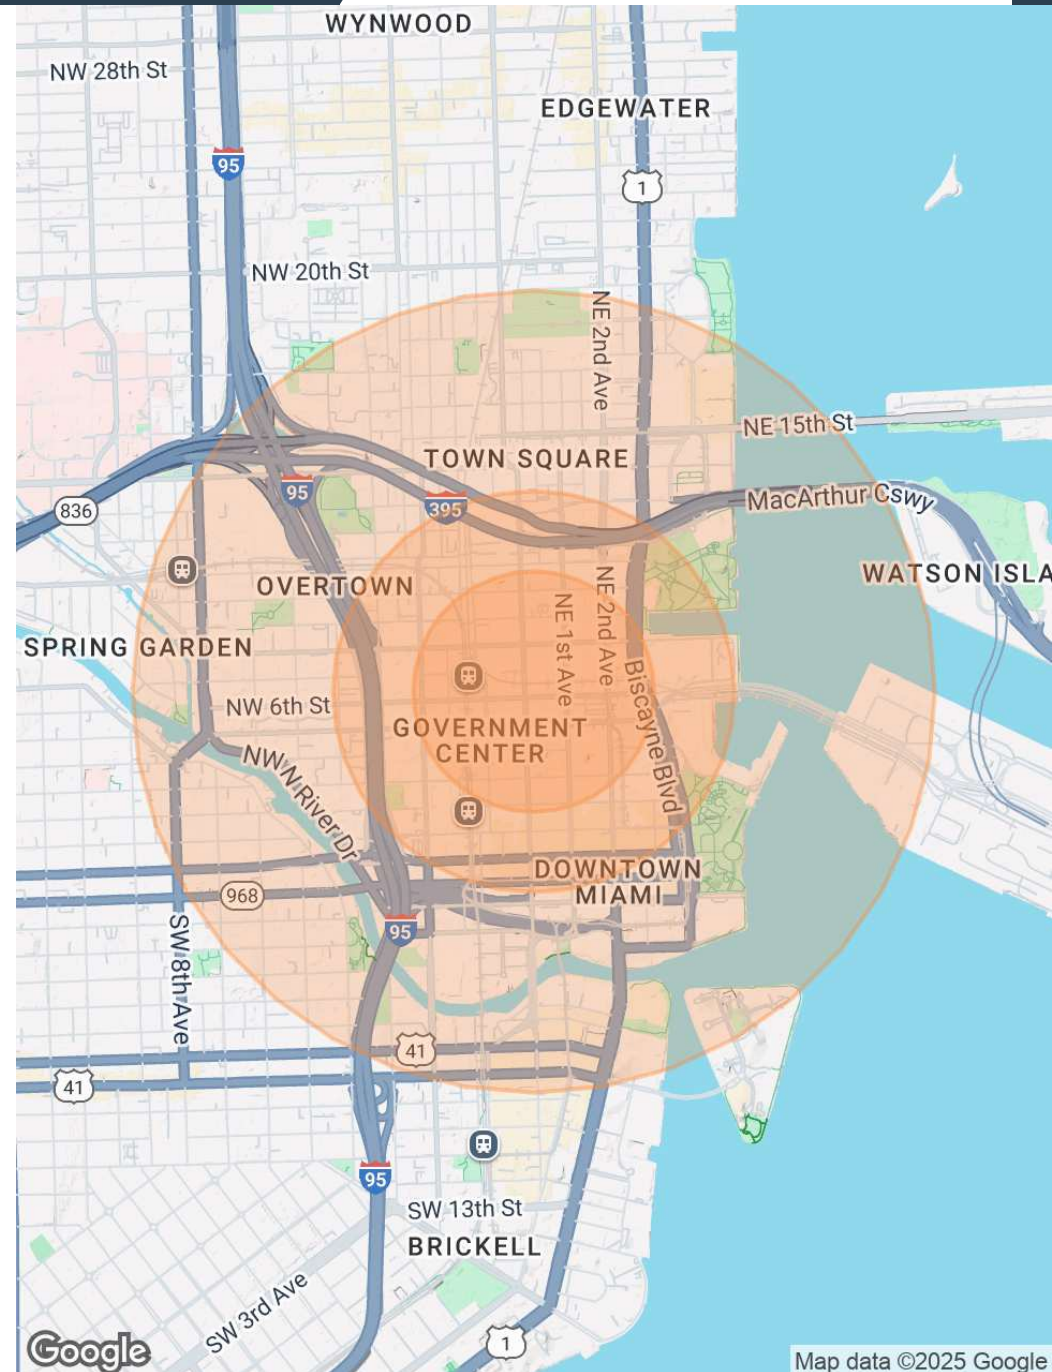 WYNWOOD
NW 28th St
EDGEWATER
95
1
NW 20th St
NE 2nd Ave
NE 15th St
TOWN SQUARE
95
395
836
MacArthur Cswy
OVERTOWN
WATSON ISLA
NE 1st Ave
NE 2nd Ave
SPRING GARDEN
NW 6th St
Biscayne Blvd
GOVERNMENT
CENTER
NW N River Dr
DOWNTOWN
MIAMI
968
95
SW 8th Ave
41
41
95
SW 13th St
BRICKELL
SW 3rd Ave
1
Google
Map data ©2025 Google